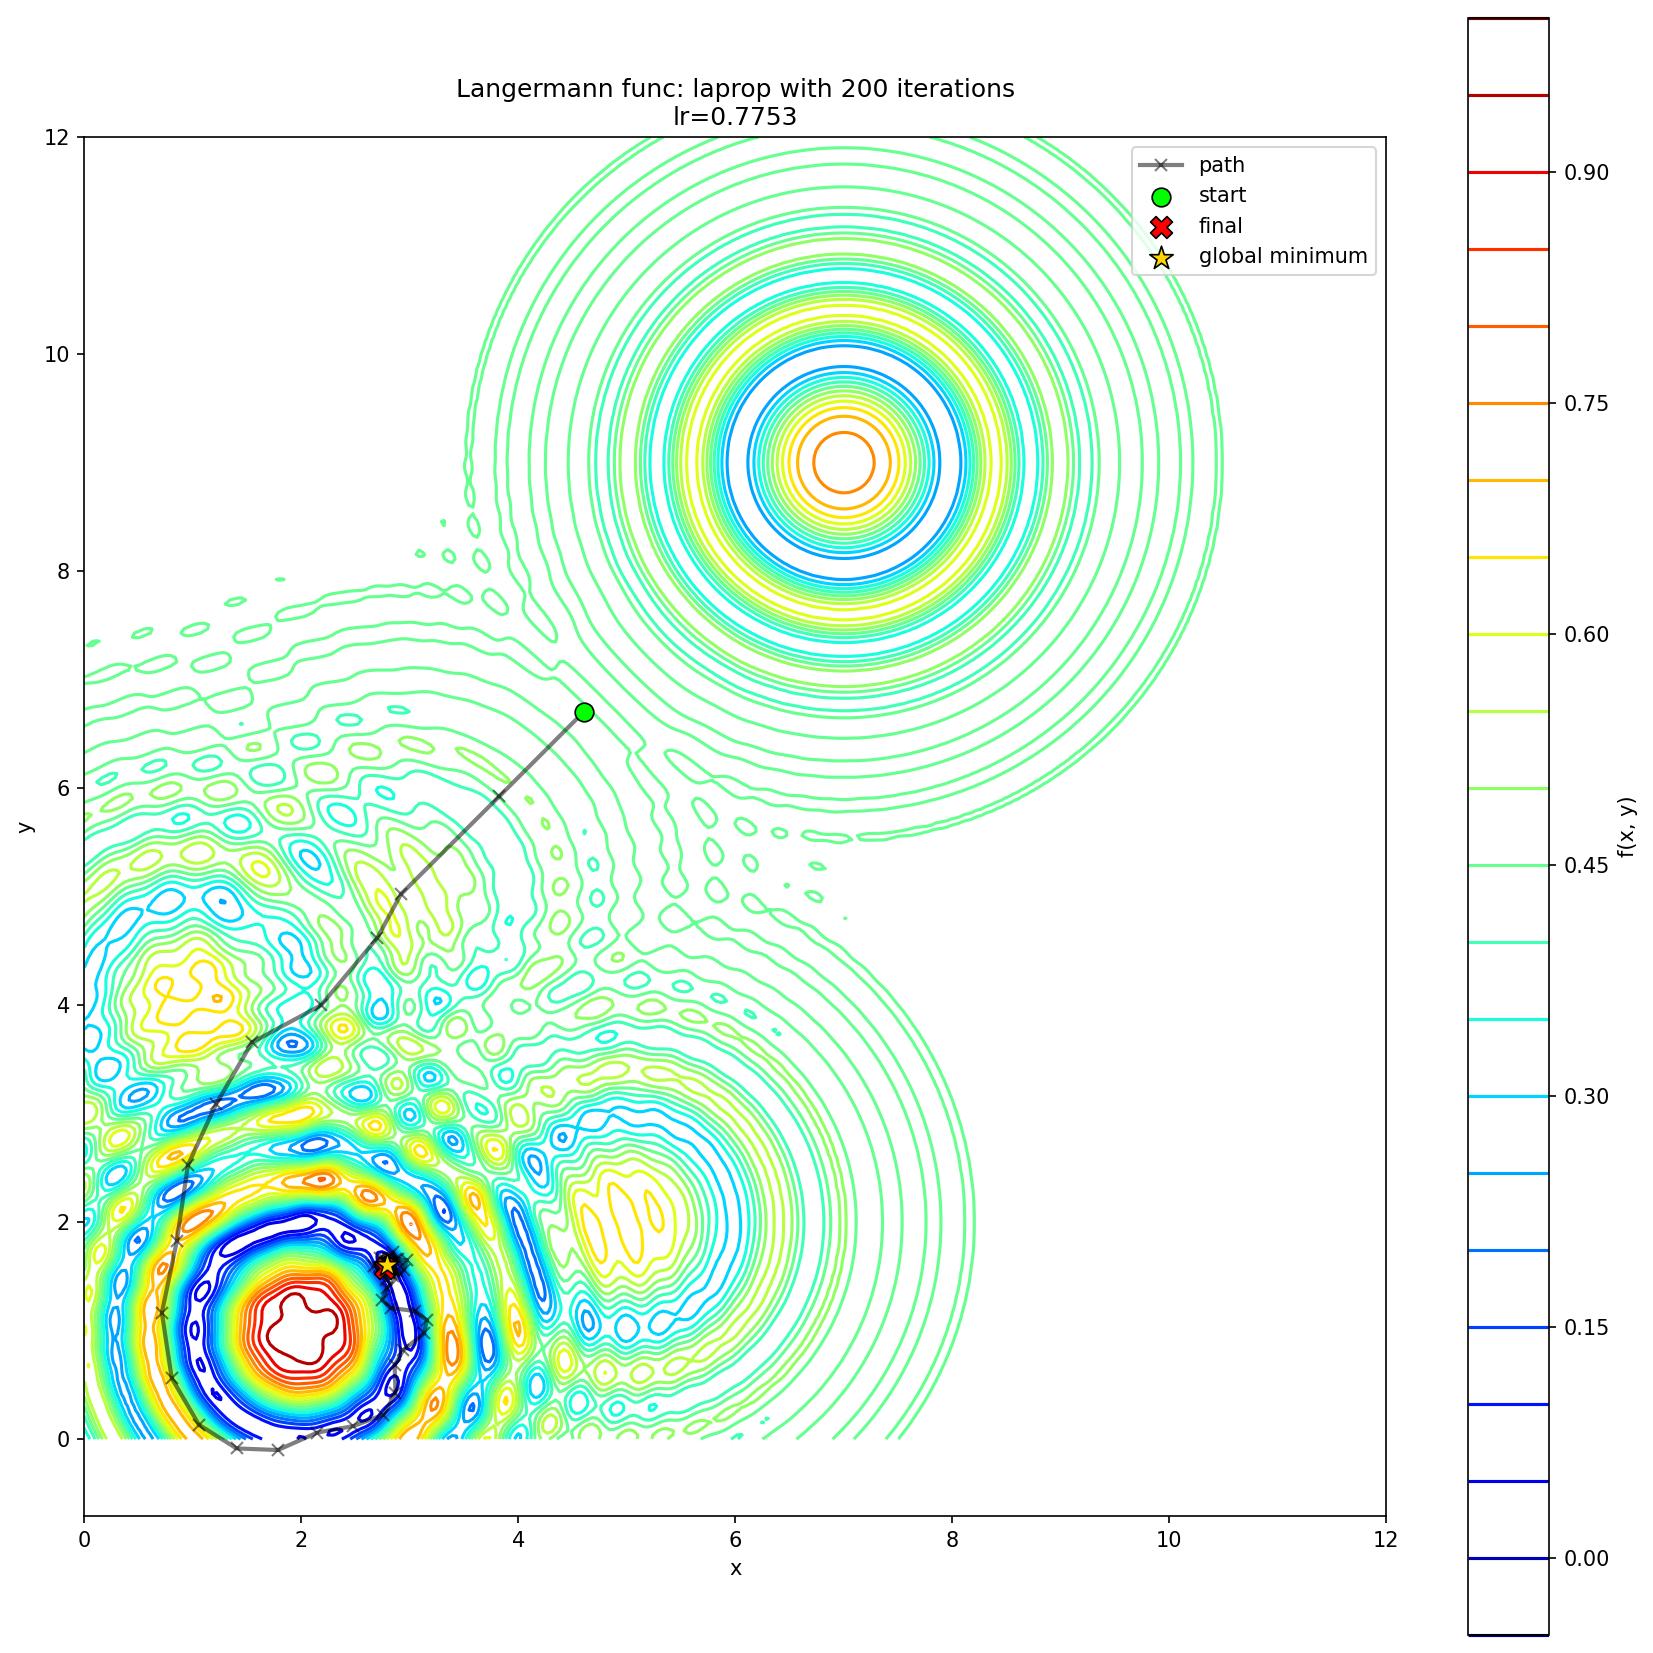 Langermann func: laprop with 200 iterations
lr=0.7753
path
start
final
global minimum
12
10
8
6
4
2
0
y
0
2
4
6
8
10
12
x
0.90
0.75
0.60
0.45
0.30
0.15
0.00
f(x, y)